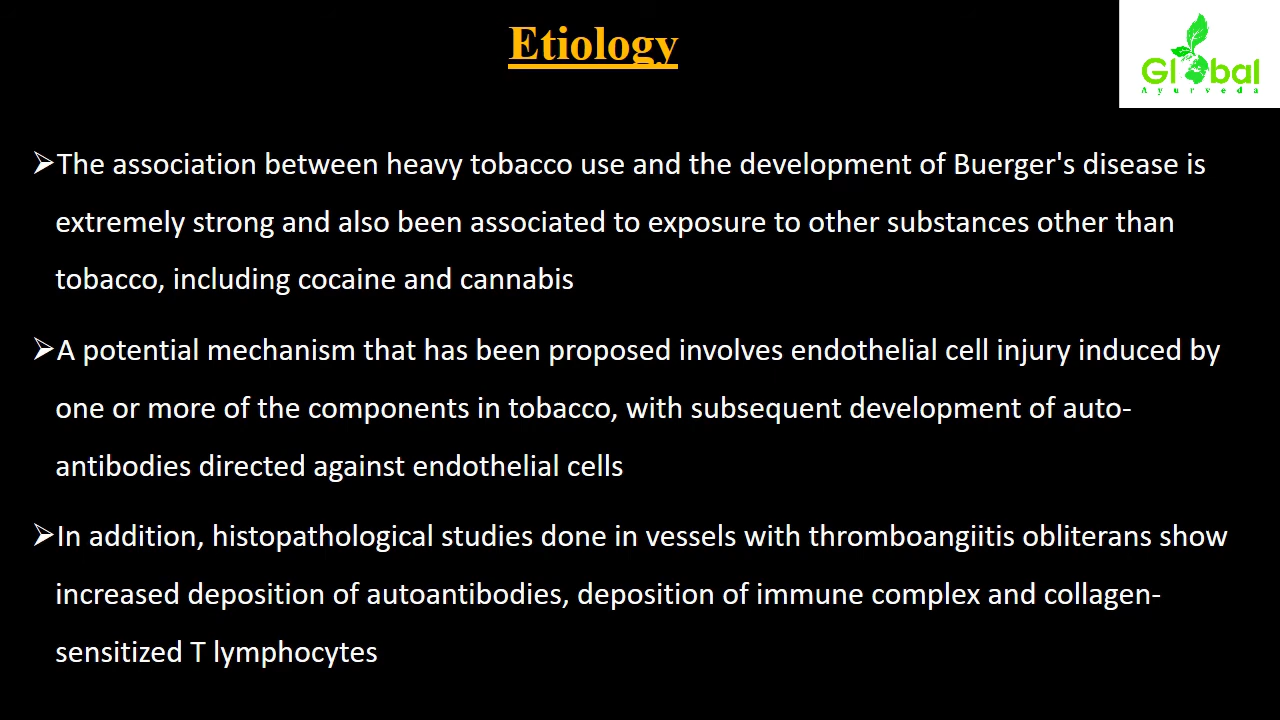 Etiology
Global
Ayurveda
➢The association between heavy tobacco use and the development of Buerger's disease is
extremely strong and also been associated to exposure to other substances other than
tobacco, including cocaine and cannabis
➢A potential mechanism that has been proposed involves endothelial cell injury induced by
one or more of the components in tobacco, with subsequent development of auto-
antibodies directed against endothelial cells
➢In addition, histopathological studies done in vessels with thromboangiitis obliterans show
increased deposition of autoantibodies, deposition of immune complex and collagen-
sensitized T lymphocytes